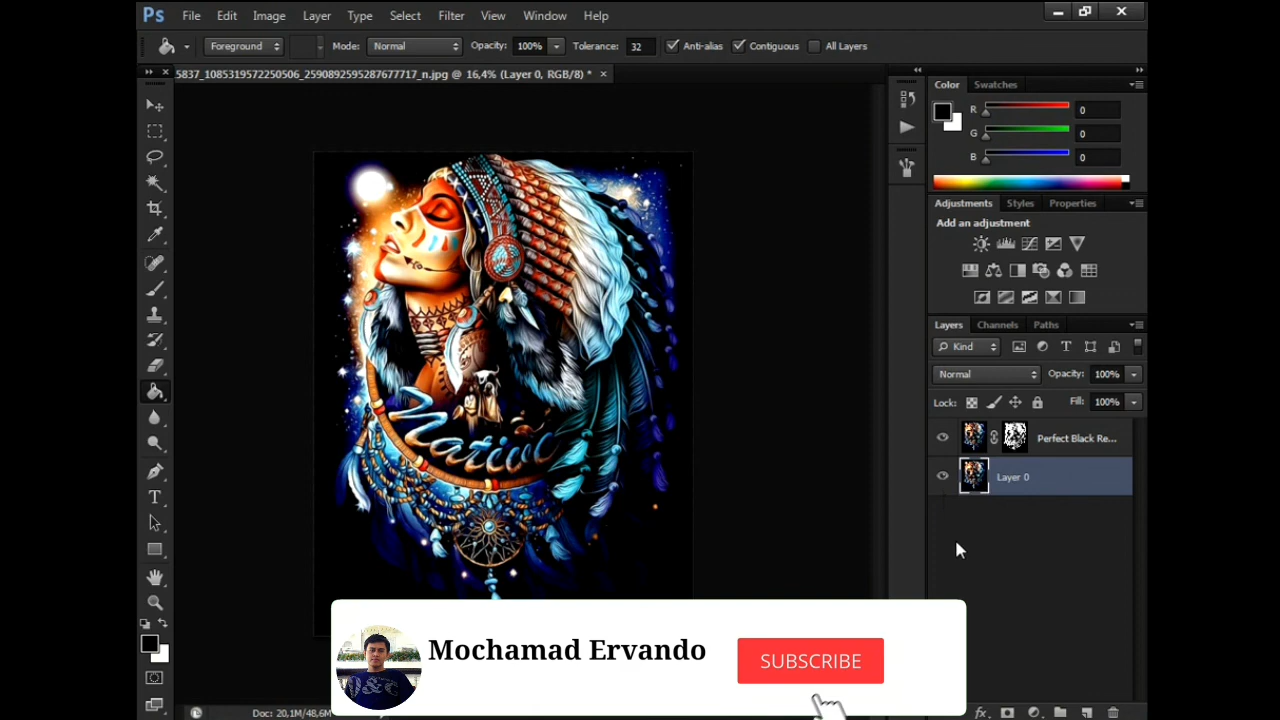 Ps File Edit Image Layer Type Select Filter View Window Help
Foreground Mode: Normal Opacity: 100% Tolerance: 32 Anti-alias Contiguous All Layers
5837_1085319572250506_2590892595287677717_n.jpg @ 16,4% (Layer 0, RGB/8) * ×
Color Swatches
R 0
G 0
B 0
Adjustments Styles Properties
Add an adjustment
Layers Channels Paths
Kind
Normal Opacity: 100%
Lock: Fill: 100%
Perfect Black Re...
Layer 0
Native
Mochamad Ervando
SUBSCRIBE
Doc: 20,1M/48,6M
fx